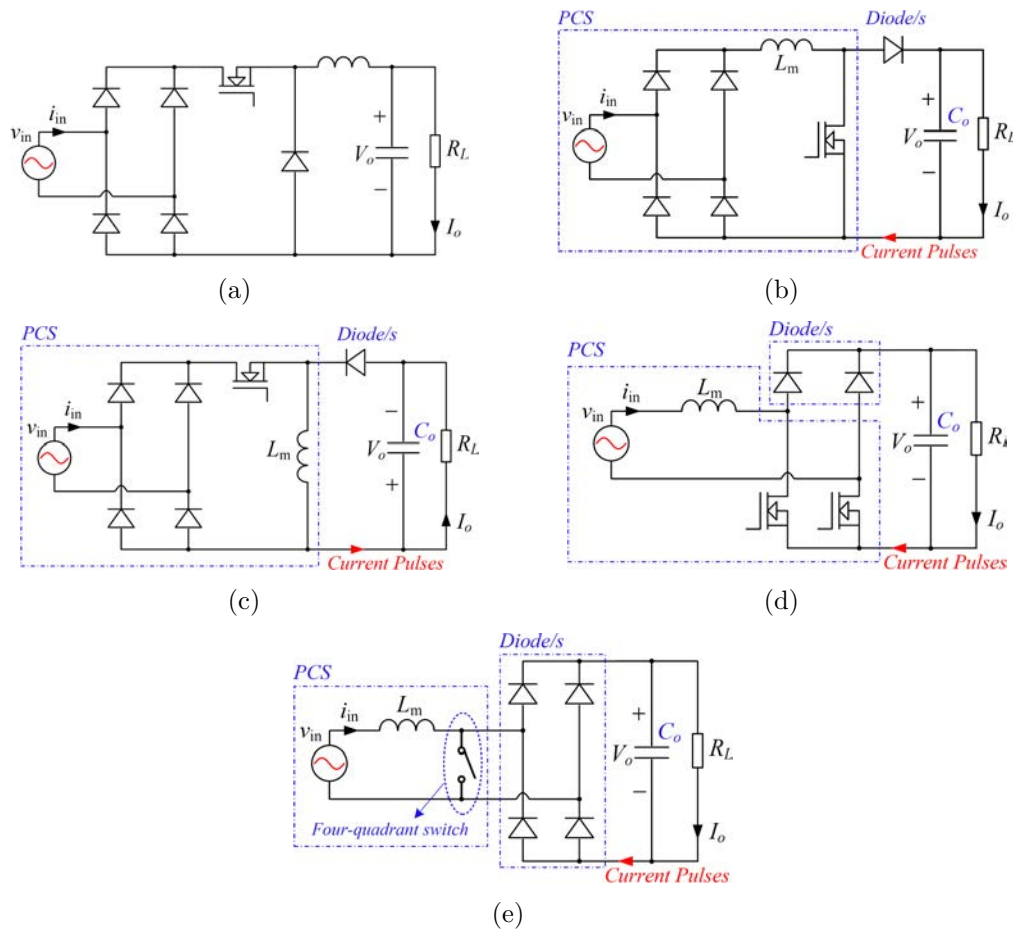 i_in
v_in
+
V_o
−
R_L
I_o
(a)
PCS
Diode/s
L_m
i_in
v_in
+
V_o
C_o
−
R_L
I_o
Current Pulses
(b)
PCS
Diode/s
i_in
v_in
L_m
−
V_o
C_o
+
R_L
I_o
Current Pulses
(c)
Diode/s
PCS
L_m
i_in
v_in
+
V_o
C_o
−
R_L
I_o
Current Pulses
(d)
Diode/s
PCS
L_m
i_in
v_in
+
V_o
C_o
−
R_L
Four-quadrant switch
I_o
Current Pulses
(e)